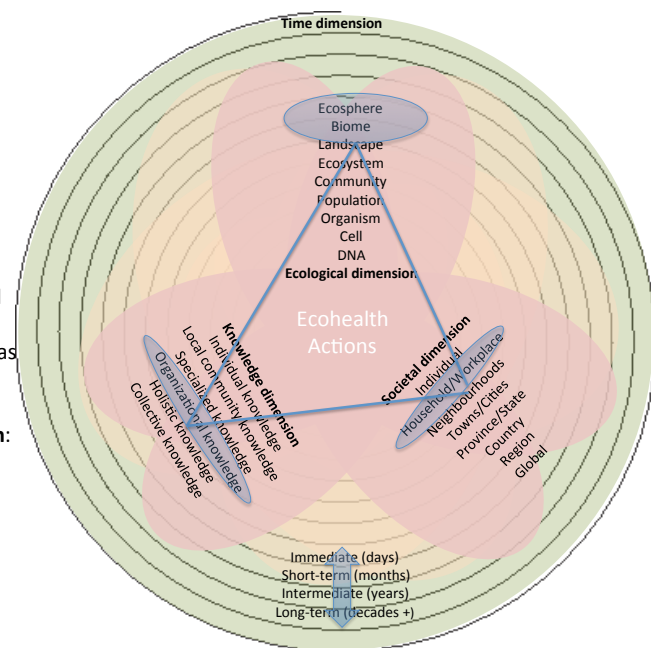 Time dimension
Ecosphere
Biome
Landscape
Ecosystem
Community
Population
Organism
Cell
DNA
Ecological dimension
Ecohealth
Actions
as
n:
Knowledge dimension
Individual knowledge
Local community knowledge
Specialized knowledge
Organizational knowledge
Holistic knowledge
Collective knowledge
Societal dimension
Individual
Household/Workplace
Neighbourhoods
Towns/Cities
Province/State
Country
Region
Global
Immediate (days)
Short-term (months)
Intermediate (years)
Long-term (decades +)